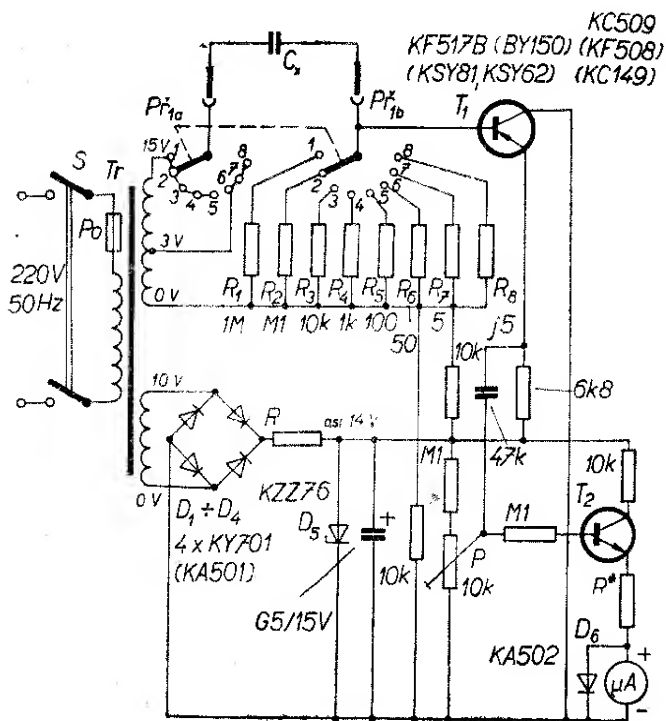 KC509
KF517B (BY150) (KF508)
(KSY81, KSY62) (KC149)
Cx
Př1a
Př1b
T1
15V
1
2
3
4
5
6
7
8
1
2
3
4
5
6
7
8
S
Tr
Po
3V
0V
220V
50Hz
R1 R2 R3 R4 R5 R6 R7 R8
1M M1 10k 1k 100 50 5 j5
10k
6k8
47k
10V
R
asi 14V
M1
10k
T2
0V
KZZ76
D1 ÷ D4
D5
P
M1
4 x KY701
(KA501)
10k
10k
R*
G5/15V
D6
KA502
+
+
μA
-